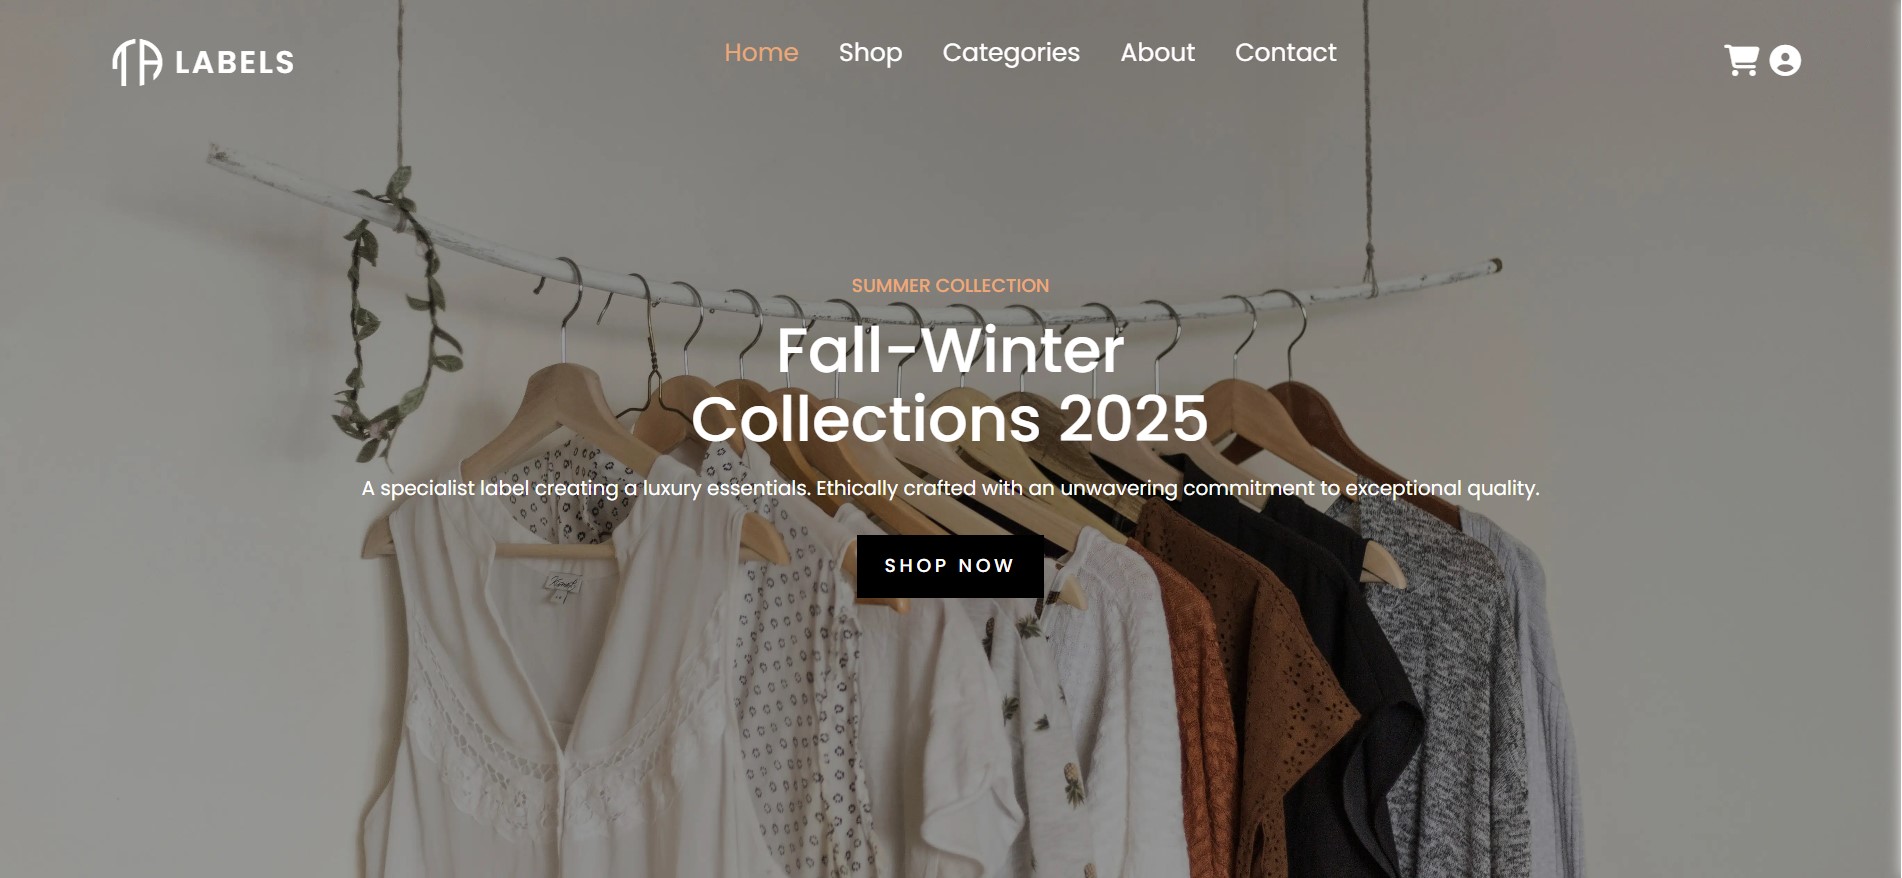 TA LABELS
Home Shop Categories About Contact
SUMMER COLLECTION
Fall-Winter
Collections 2025
A specialist label creating a luxury essentials. Ethically crafted with an unwavering commitment to exceptional quality.
SHOP NOW